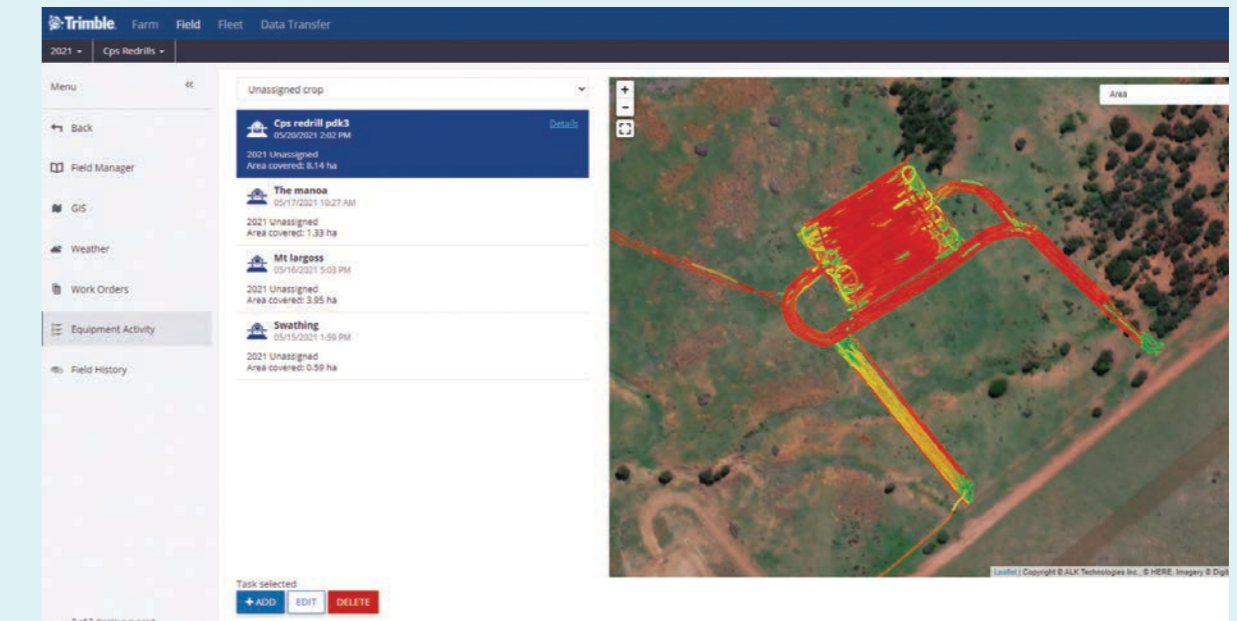 Trimble. Farm Field Fleet Data Transfer
2021 Cps Redrills
Menu <<
Back
Field Manager
GIS
Weather
Work Orders
Equipment Activity
Field History
Unassigned crop
Cps redrill pdk3 Details
05/20/2021 2:02 PM
2021 Unassigned
Area covered: 8.14 ha
The manoa
05/17/2021 10:27 AM
2021 Unassigned
Area covered: 1.33 ha
Mt largoss
05/16/2021 5:03 PM
2021 Unassigned
Area covered: 3.95 ha
Swathing
05/15/2021 1:59 PM
2021 Unassigned
Area covered: 0.59 ha
Task selected
+ ADD EDIT DELETE
+
-
Area
Leaflet | Copyright © ALK Technologies Inc., © HERE, Imagery © Digit